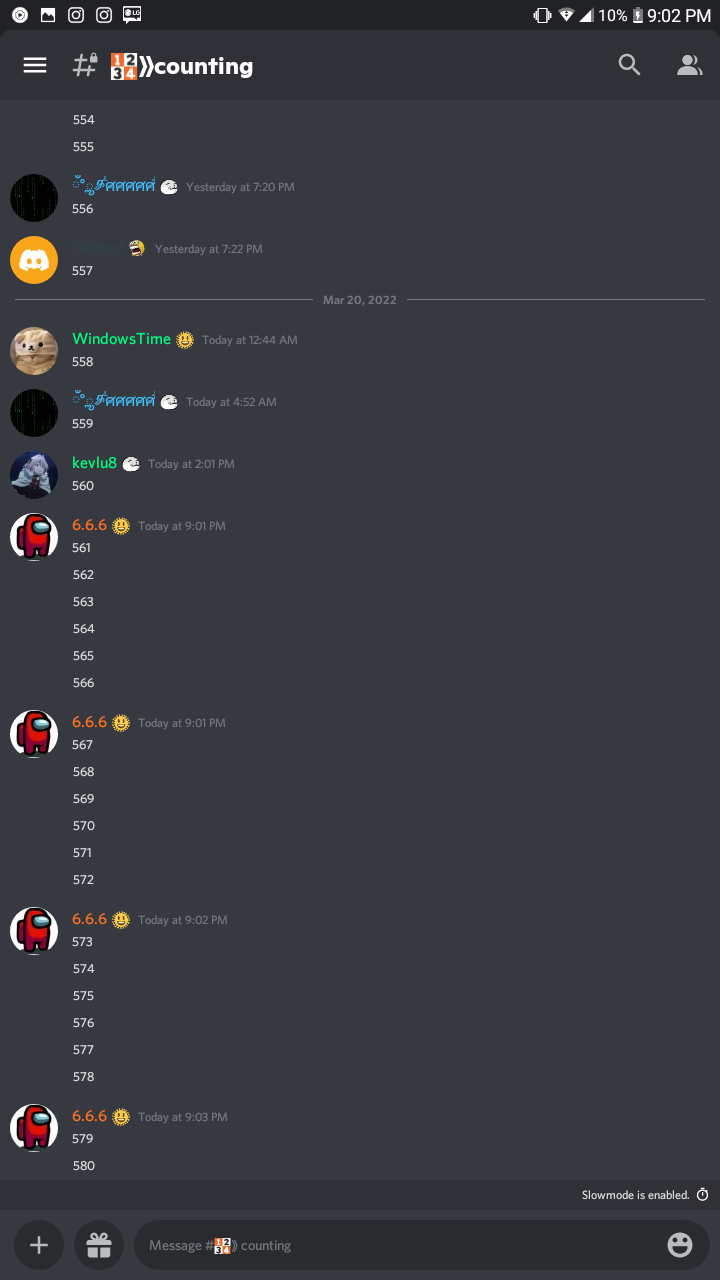 10% 9:02 PM
# 1234⟫counting
554
555
Yesterday at 7:20 PM
556
Yesterday at 7:22 PM
557
Mar 20, 2022
WindowsTime Today at 12:44 AM
558
Today at 4:52 AM
559
kevlu8 Today at 2:01 PM
560
6.6.6 Today at 9:01 PM
561
562
563
564
565
566
6.6.6 Today at 9:01 PM
567
568
569
570
571
572
6.6.6 Today at 9:02 PM
573
574
575
576
577
578
6.6.6 Today at 9:03 PM
579
580
Slowmode is enabled.
Message #1234⟫ counting